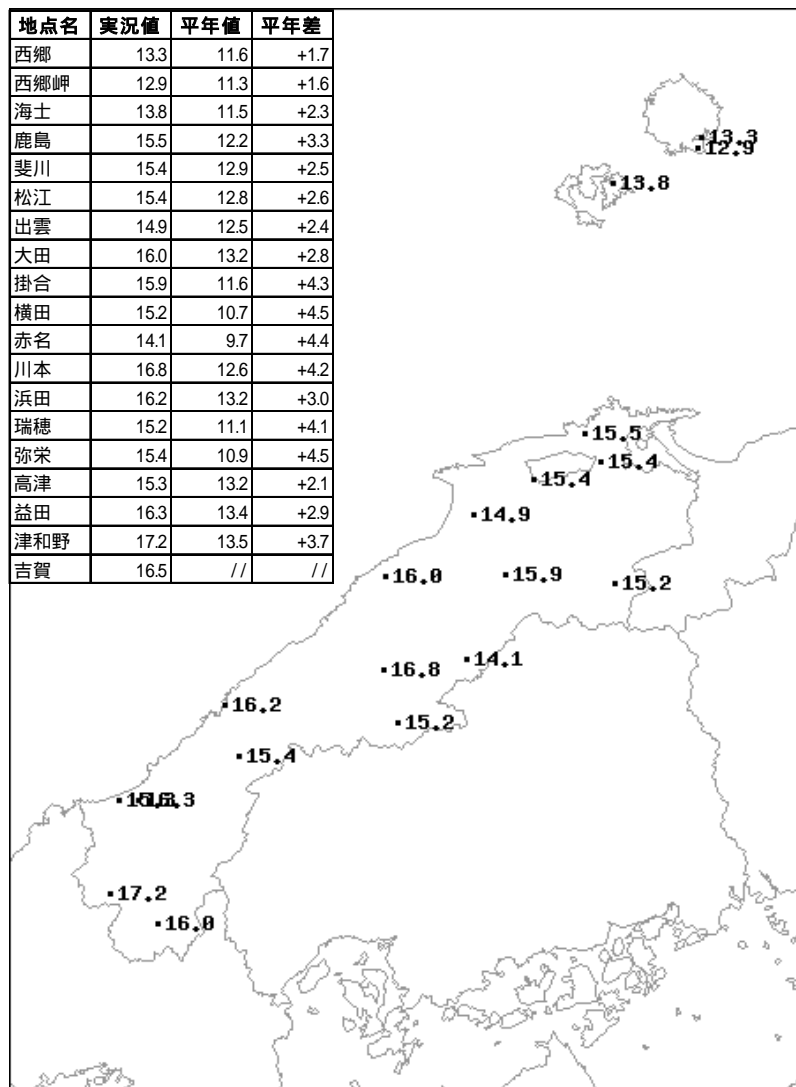 地点名 実況値 平年値 平年差
西郷 13.3 11.6 +1.7
西郷岬 12.9 11.3 +1.6
海士 13.8 11.5 +2.3
鹿島 15.5 12.2 +3.3
斐川 15.4 12.9 +2.5
松江 15.4 12.8 +2.6
出雲 14.9 12.5 +2.4
大田 16.0 13.2 +2.8
掛合 15.9 11.6 +4.3
横田 15.2 10.7 +4.5
赤名 14.1 9.7 +4.4
川本 16.8 12.6 +4.2
浜田 16.2 13.2 +3.0
瑞穂 15.2 11.1 +4.1
弥栄 15.4 10.9 +4.5
高津 15.3 13.2 +2.1
益田 16.3 13.4 +2.9
津和野 17.2 13.5 +3.7
吉賀 16.5 // //
13.3
12.9
13.8
15.5
15.4
15.4
14.9
16.0
15.9
15.2
14.1
16.8
16.2
15.2
15.4
17.2
16.0